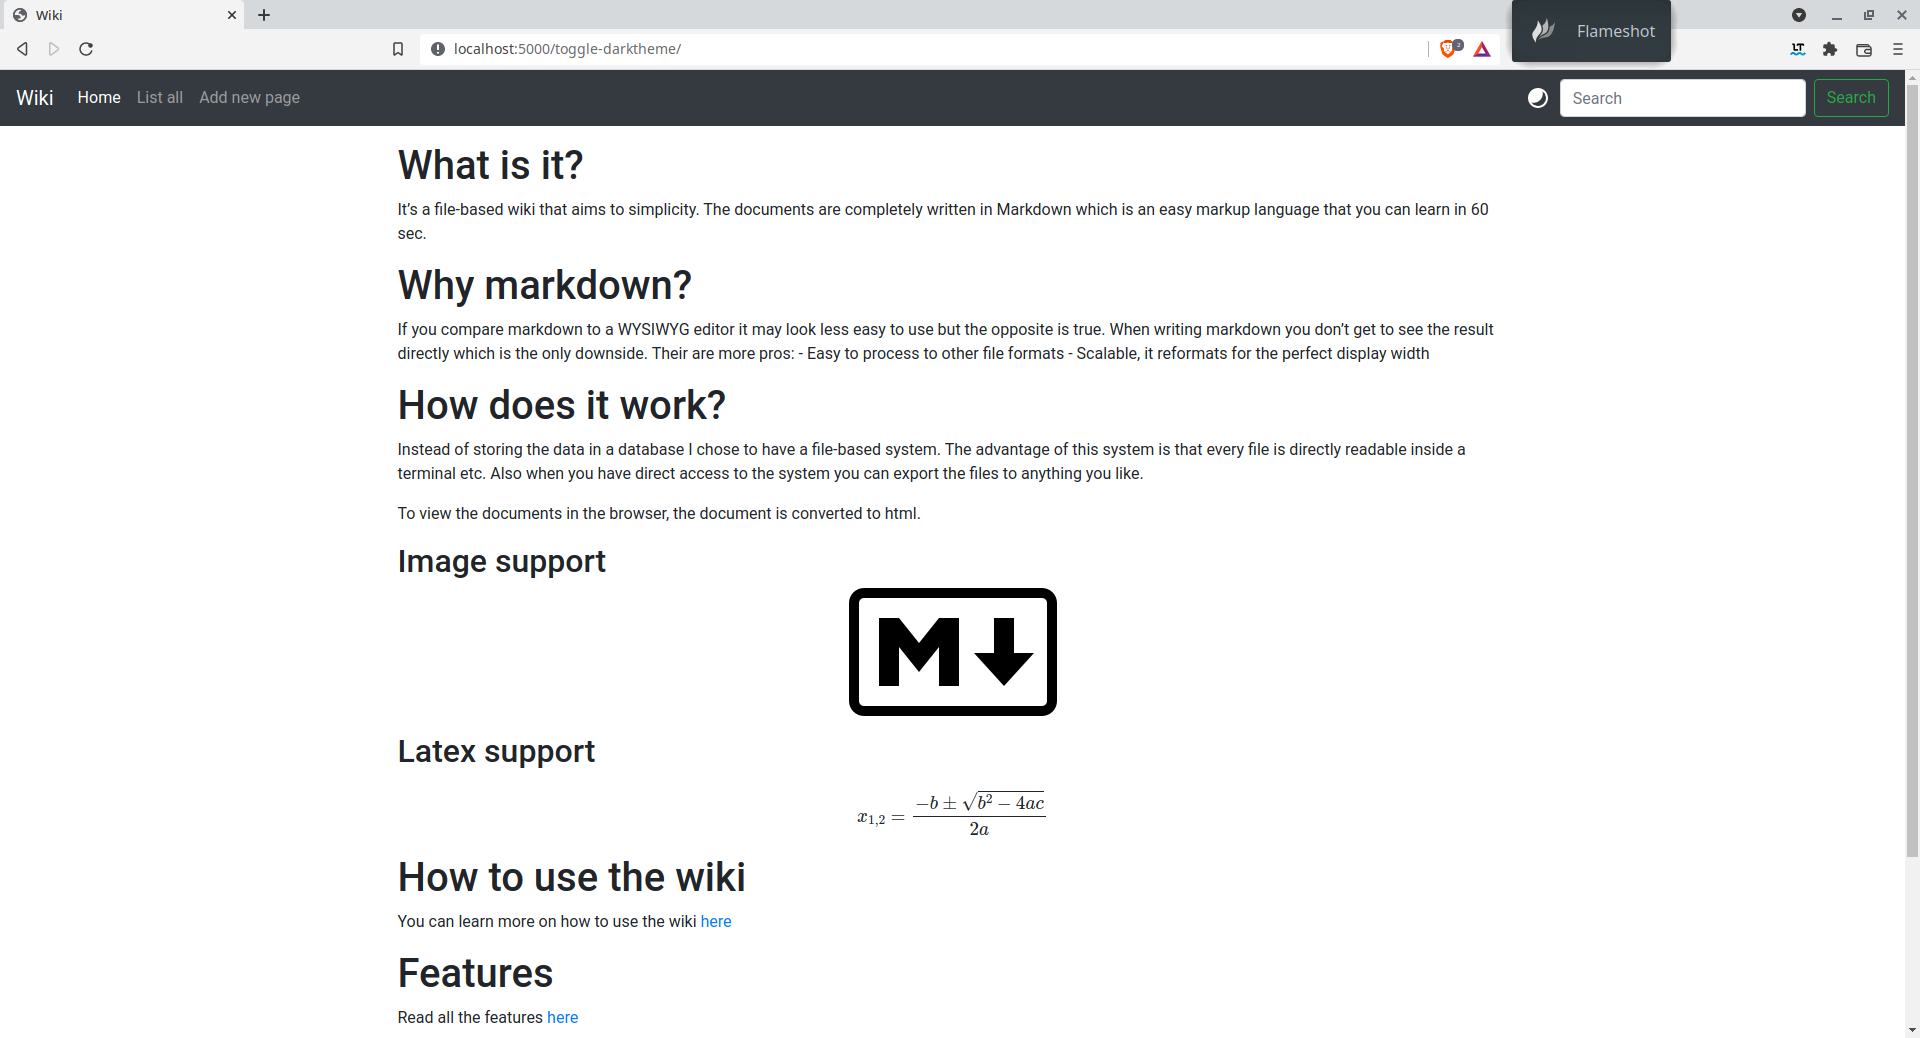 Wiki
localhost:5000/toggle-darktheme/
2
Flameshot
LT
Wiki Home List all Add new page
Search
Search
What is it?
It’s a file-based wiki that aims to simplicity. The documents are completely written in Markdown which is an easy markup language that you can learn in 60
sec.
Why markdown?
If you compare markdown to a WYSIWYG editor it may look less easy to use but the opposite is true. When writing markdown you don’t get to see the result
directly which is the only downside. Their are more pros: - Easy to process to other file formats - Scalable, it reformats for the perfect display width
How does it work?
Instead of storing the data in a database I chose to have a file-based system. The advantage of this system is that every file is directly readable inside a
terminal etc. Also when you have direct access to the system you can export the files to anything you like.
To view the documents in the browser, the document is converted to html.
Image support
M
Latex support
x1,2 = −b ± √b² − 4ac
2a
How to use the wiki
You can learn more on how to use the wiki here
Features
Read all the features here